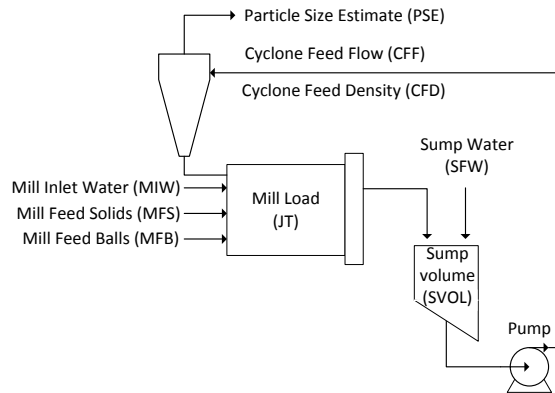 Particle Size Estimate (PSE)
Cyclone Feed Flow (CFF)
Cyclone Feed Density (CFD)
Sump Water
(SFW)
Mill Inlet Water (MIW)
Mill Feed Solids (MFS)
Mill Feed Balls (MFB)
Mill Load
(JT)
Sump
volume
(SVOL)
Pump